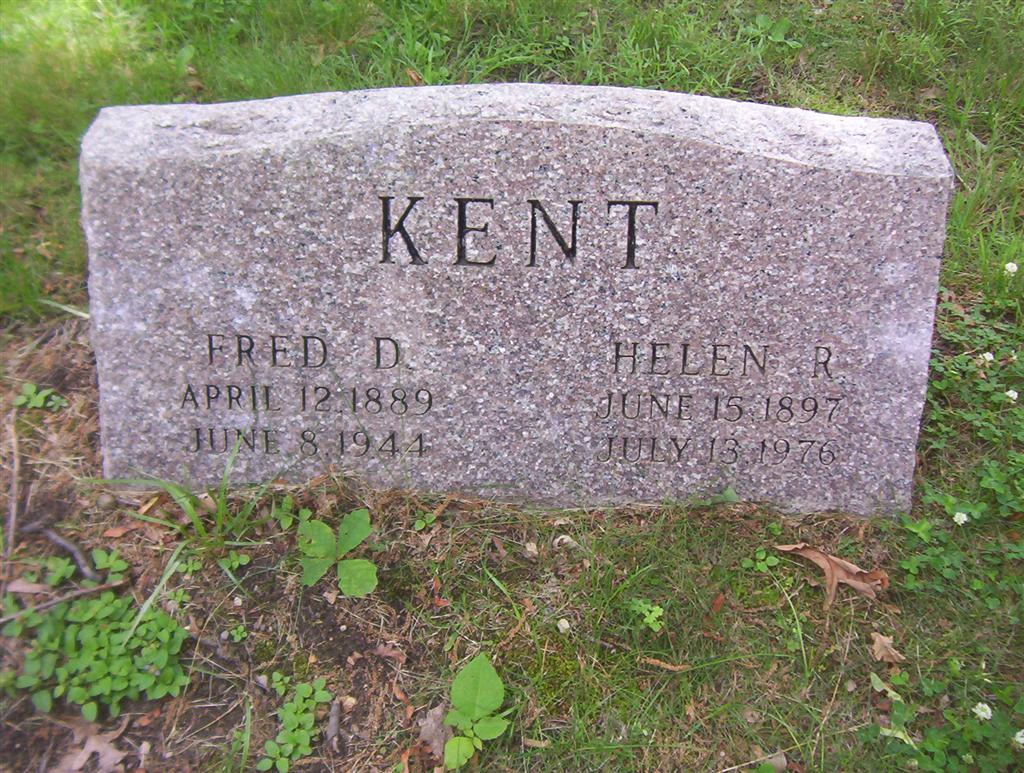 KENT
FRED D.
APRIL 12, 1889
JUNE 8, 1944
HELEN R.
JUNE 15, 1897
JULY 13, 1976